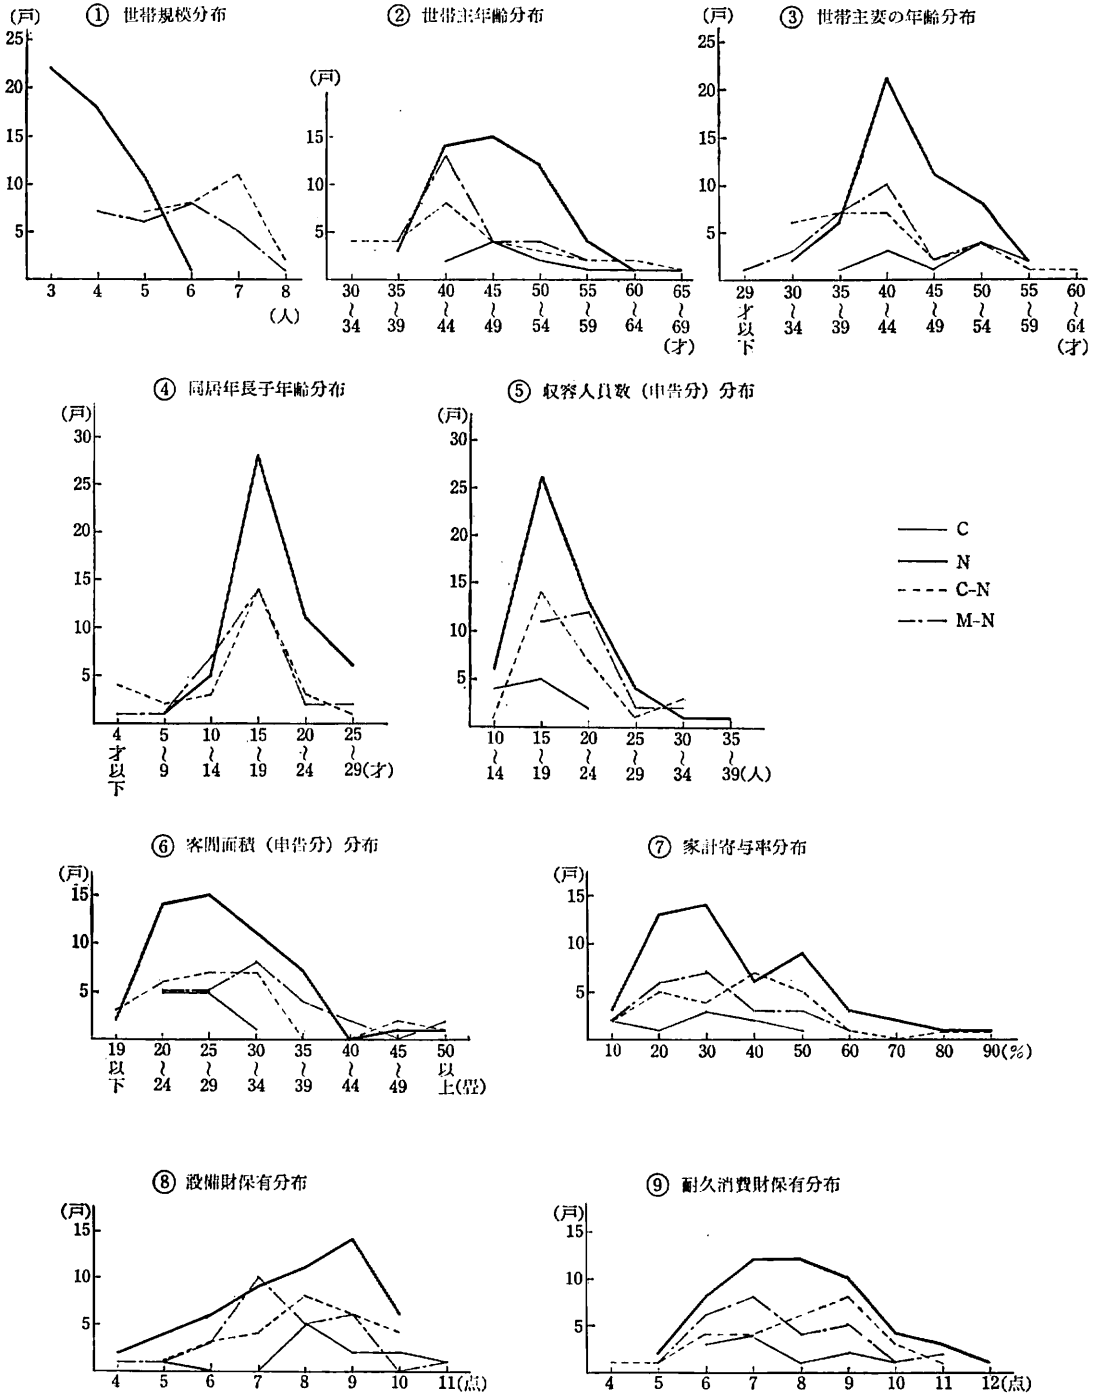 ① 世帯規模分布
(戸)
25
20
15
10
5
3 4 5 6 7 8
(人)
② 世帯主年齢分布
(戸)
15
10
5
30 35 40 45 50 55 60 65
〜 〜 〜 〜 〜 〜 〜 〜
34 39 44 49 54 59 64 69
(才)
③ 世帯主妻の年齢分布
(戸)
25
20
15
10
5
29才以下 30〜34 35〜39 40〜44 45〜49 50〜54 55〜59 60〜64
(才)
④ 同居年長子年齢分布
(戸)
30
25
20
15
10
5
4才以下 5〜9 10〜14 15〜19 20〜24 25〜29(才)
⑤ 収容人員数(申告分)分布
(戸)
30
25
20
15
10
5
10 15 20 25 30 35
〜 〜 〜 〜 〜 〜
14 19 24 29 34 39(人)
C
N
C-N
M-N
⑥ 客間面積(申告分)分布
(戸)
15
10
5
19以下 20〜24 25〜29 30〜34 35〜39 40〜44 45〜49 50以上(畳)
⑦ 家計寄与率分布
(戸)
15
10
5
10 20 30 40 50 60 70 80 90(%)
⑧ 設備財保有分布
(戸)
15
10
5
4 5 6 7 8 9 10 11(点)
⑨ 耐久消費財保有分布
(戸)
15
10
5
4 5 6 7 8 9 10 11 12(点)